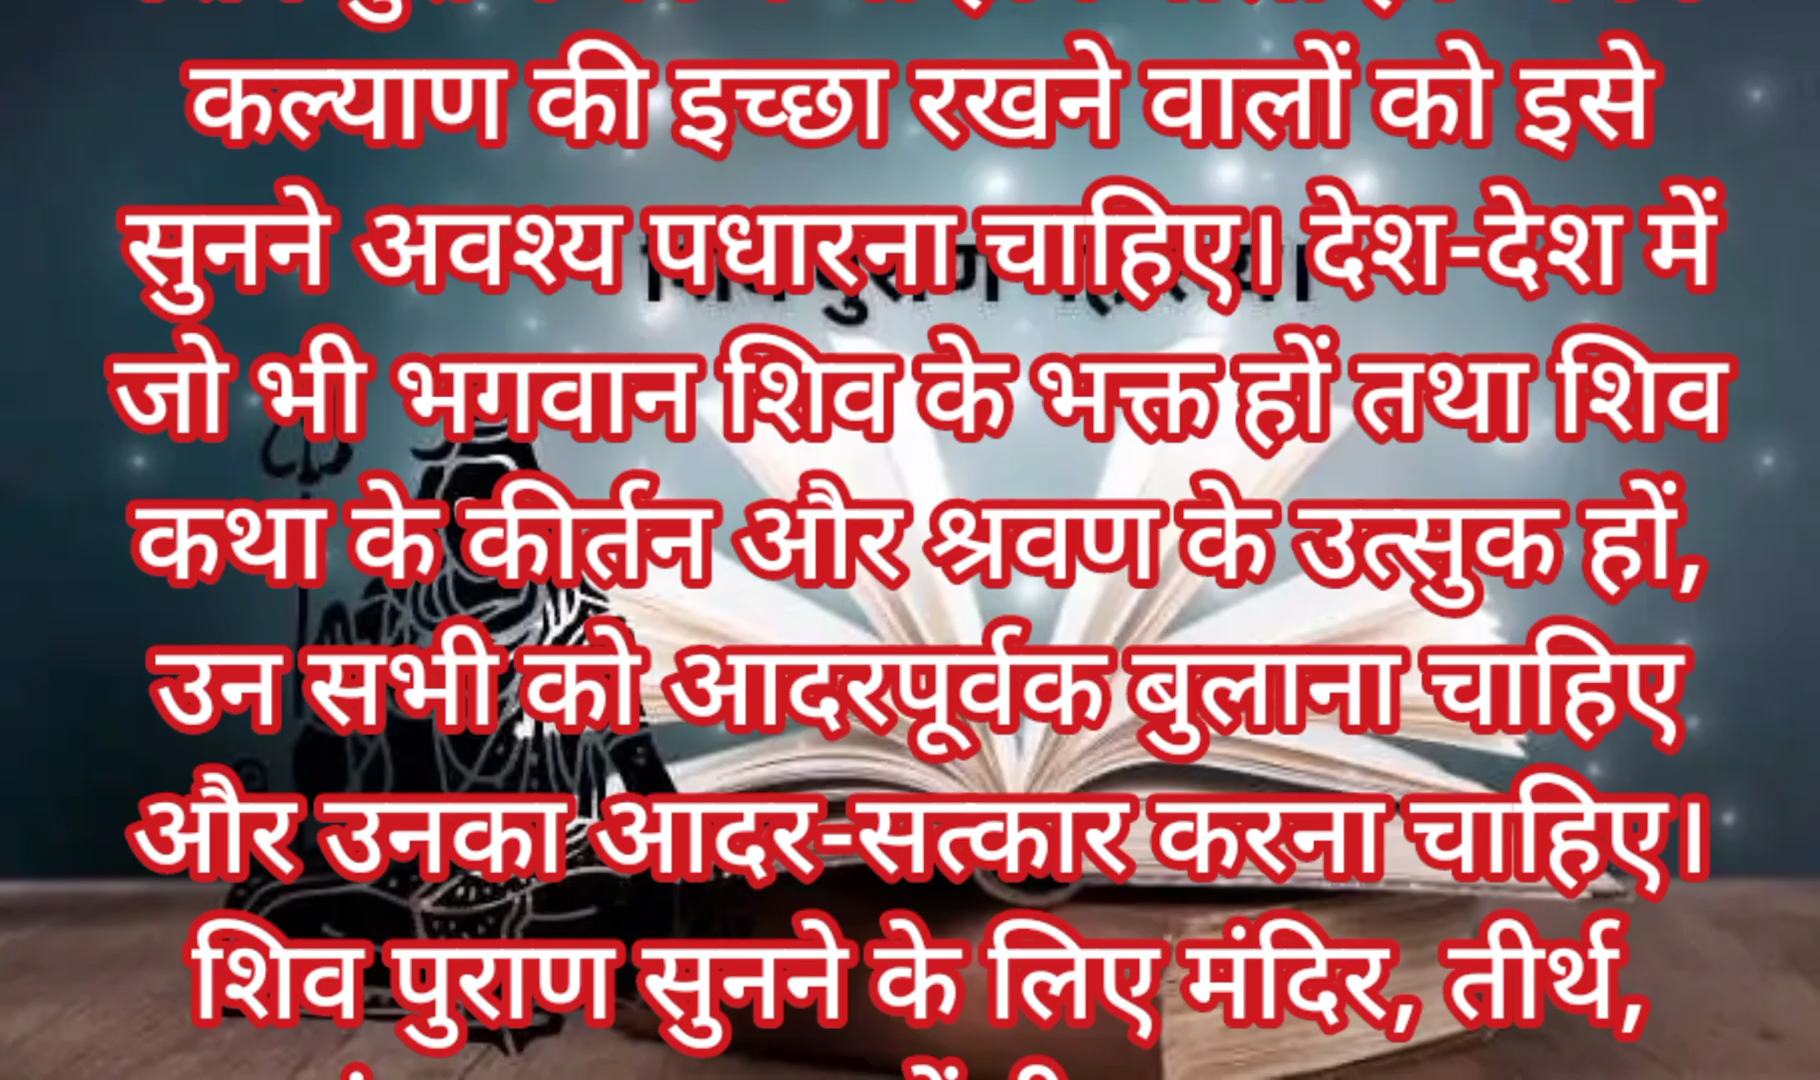 कल्याण की इच्छा रखने वालों को इसे
सुनने अवश्य पधारना चाहिए। देश-देश में
जो भी भगवान शिव के भक्त हों तथा शिव
कथा के कीर्तन और श्रवण के उत्सुक हों,
उन सभी को आदरपूर्वक बुलाना चाहिए
और उनका आदर-सत्कार करना चाहिए।
शिव पुराण सुनने के लिए मंदिर, तीर्थ,